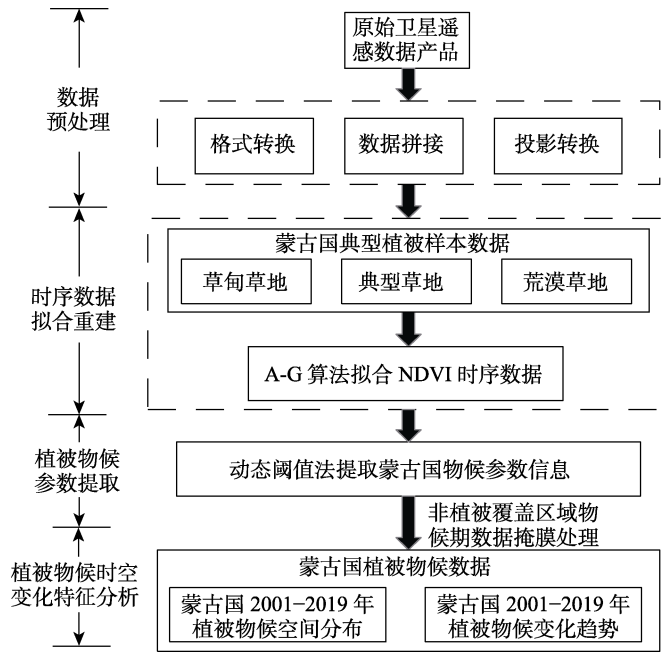 原始卫星遥
感数据产品
数据
预处理
格式转换
数据拼接
投影转换
时序数据
拟合重建
蒙古国典型植被样本数据
草甸草地
典型草地
荒漠草地
A-G 算法拟合 NDVI 时序数据
植被物候
参数提取
动态阈值法提取蒙古国物候参数信息
非植被覆盖区域物
候期数据掩膜处理
植被物候时空
变化特征分析
蒙古国植被物候数据
蒙古国 2001−2019 年
植被物候空间分布
蒙古国 2001−2019 年
植被物候变化趋势